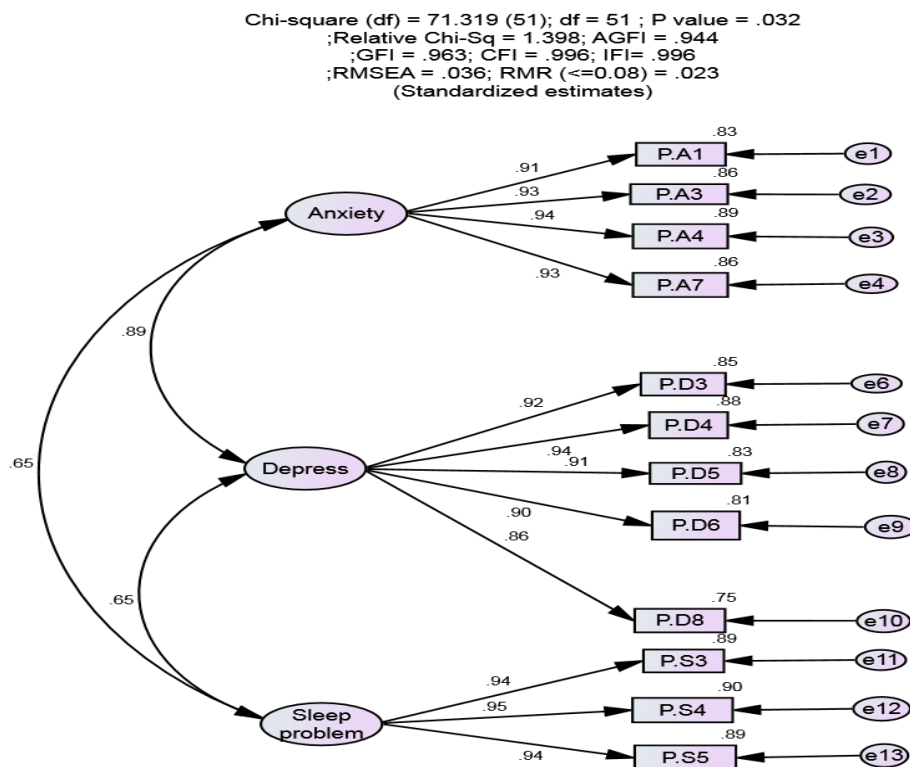 Chi-square (df) = 71.319 (51); df = 51 ; P value = .032
;Relative Chi-Sq = 1.398; AGFI = .944
;GFI = .963; CFI = .996; IFI= .996
;RMSEA = .036; RMR (<=0.08) = .023
(Standardized estimates)
.83
P.A1
e1
.91
.86
P.A3
e2
.93
Anxiety
.89
P.A4
e3
.94
.86
P.A7
e4
.93
.89
.85
P.D3
e6
.92
.88
P.D4
e7
.94
.83
P.D5
e8
.91
Depress
.65
.81
P.D6
e9
.90
.86
.65
.75
P.D8
e10
.89
P.S3
e11
.94
.90
P.S4
e12
.95
Sleep
problem
.89
P.S5
e13
.94